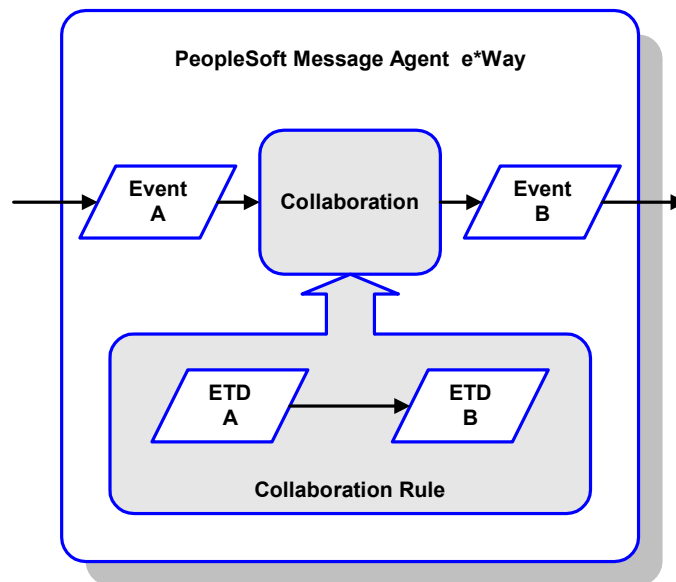 PeopleSoft Message Agent e*Way
Event
A
Collaboration
Event
B
ETD
A
ETD
B
Collaboration Rule